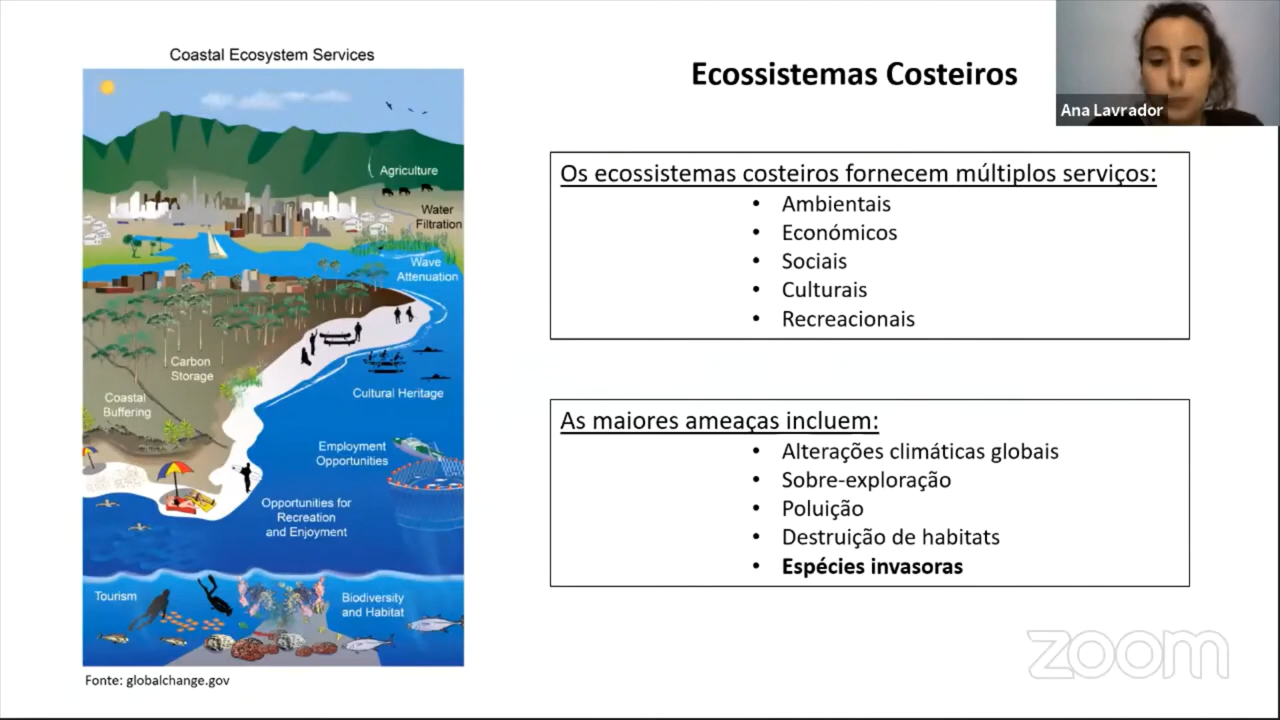 Coastal Ecosystem Services
Agriculture
Water
Filtration
Wave
Attenuation
Carbon
Storage
Coastal
Buffering
Cultural Heritage
Employment
Opportunities
Opportunities for
Recreation
and Enjoyment
Tourism
Biodiversity
and Habitat
Fonte: globalchange.gov
Ecossistemas Costeiros
Ana Lavrador
Os ecossistemas costeiros fornecem múltiplos serviços:
• Ambientais
• Económicos
• Sociais
• Culturais
• Recreacionais
As maiores ameaças incluem:
• Alterações climáticas globais
• Sobre-exploração
• Poluição
• Destruição de habitats
• Espécies invasoras
zoom